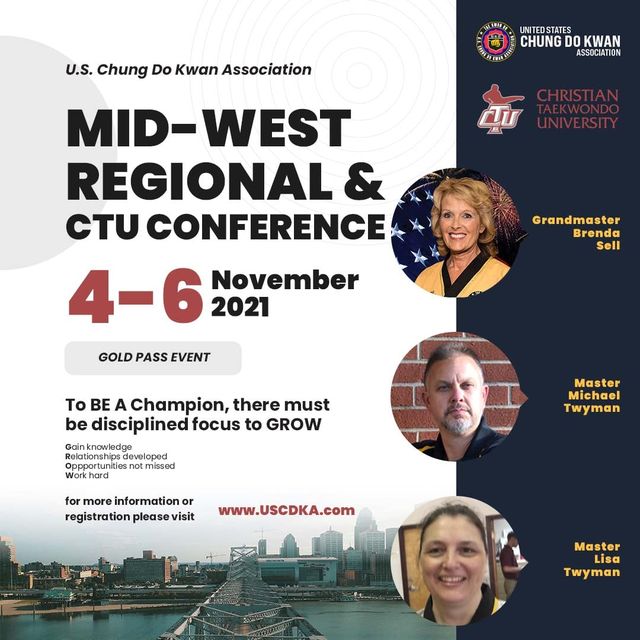 U.S. Chung Do Kwan Association
MID-WEST
REGIONAL &
CTU CONFERENCE
4-6 November
2021
GOLD PASS EVENT
To BE A Champion, there must
be disciplined focus to GROW
Gain knowledge
Relationships developed
Oppportunities not missed
Work hard
for more information or
registration please visit
www.USCDKA.com
UNITED STATES
CHUNG DO KWAN
ASSOCIATION
CTU
CHRISTIAN
TAEKWONDO
UNIVERSITY
Grandmaster
Brenda
Sell
Master
Michael
Twyman
Master
Lisa
Twyman